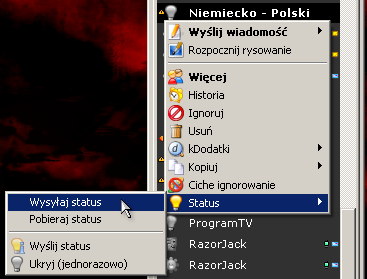 Niemiecko - Polski
Wyślij wiadomość
Rozpocznij rysowanie
Więcej
Historia
Ignoruj
Usuń
kDodatki
Kopiuj
Ciche ignorowanie
Status
Wysyłaj status
Pobieraj status
Wyślij status
Ukryj (jednorazowo)
ProgramTV
RazorJack
RazorJack